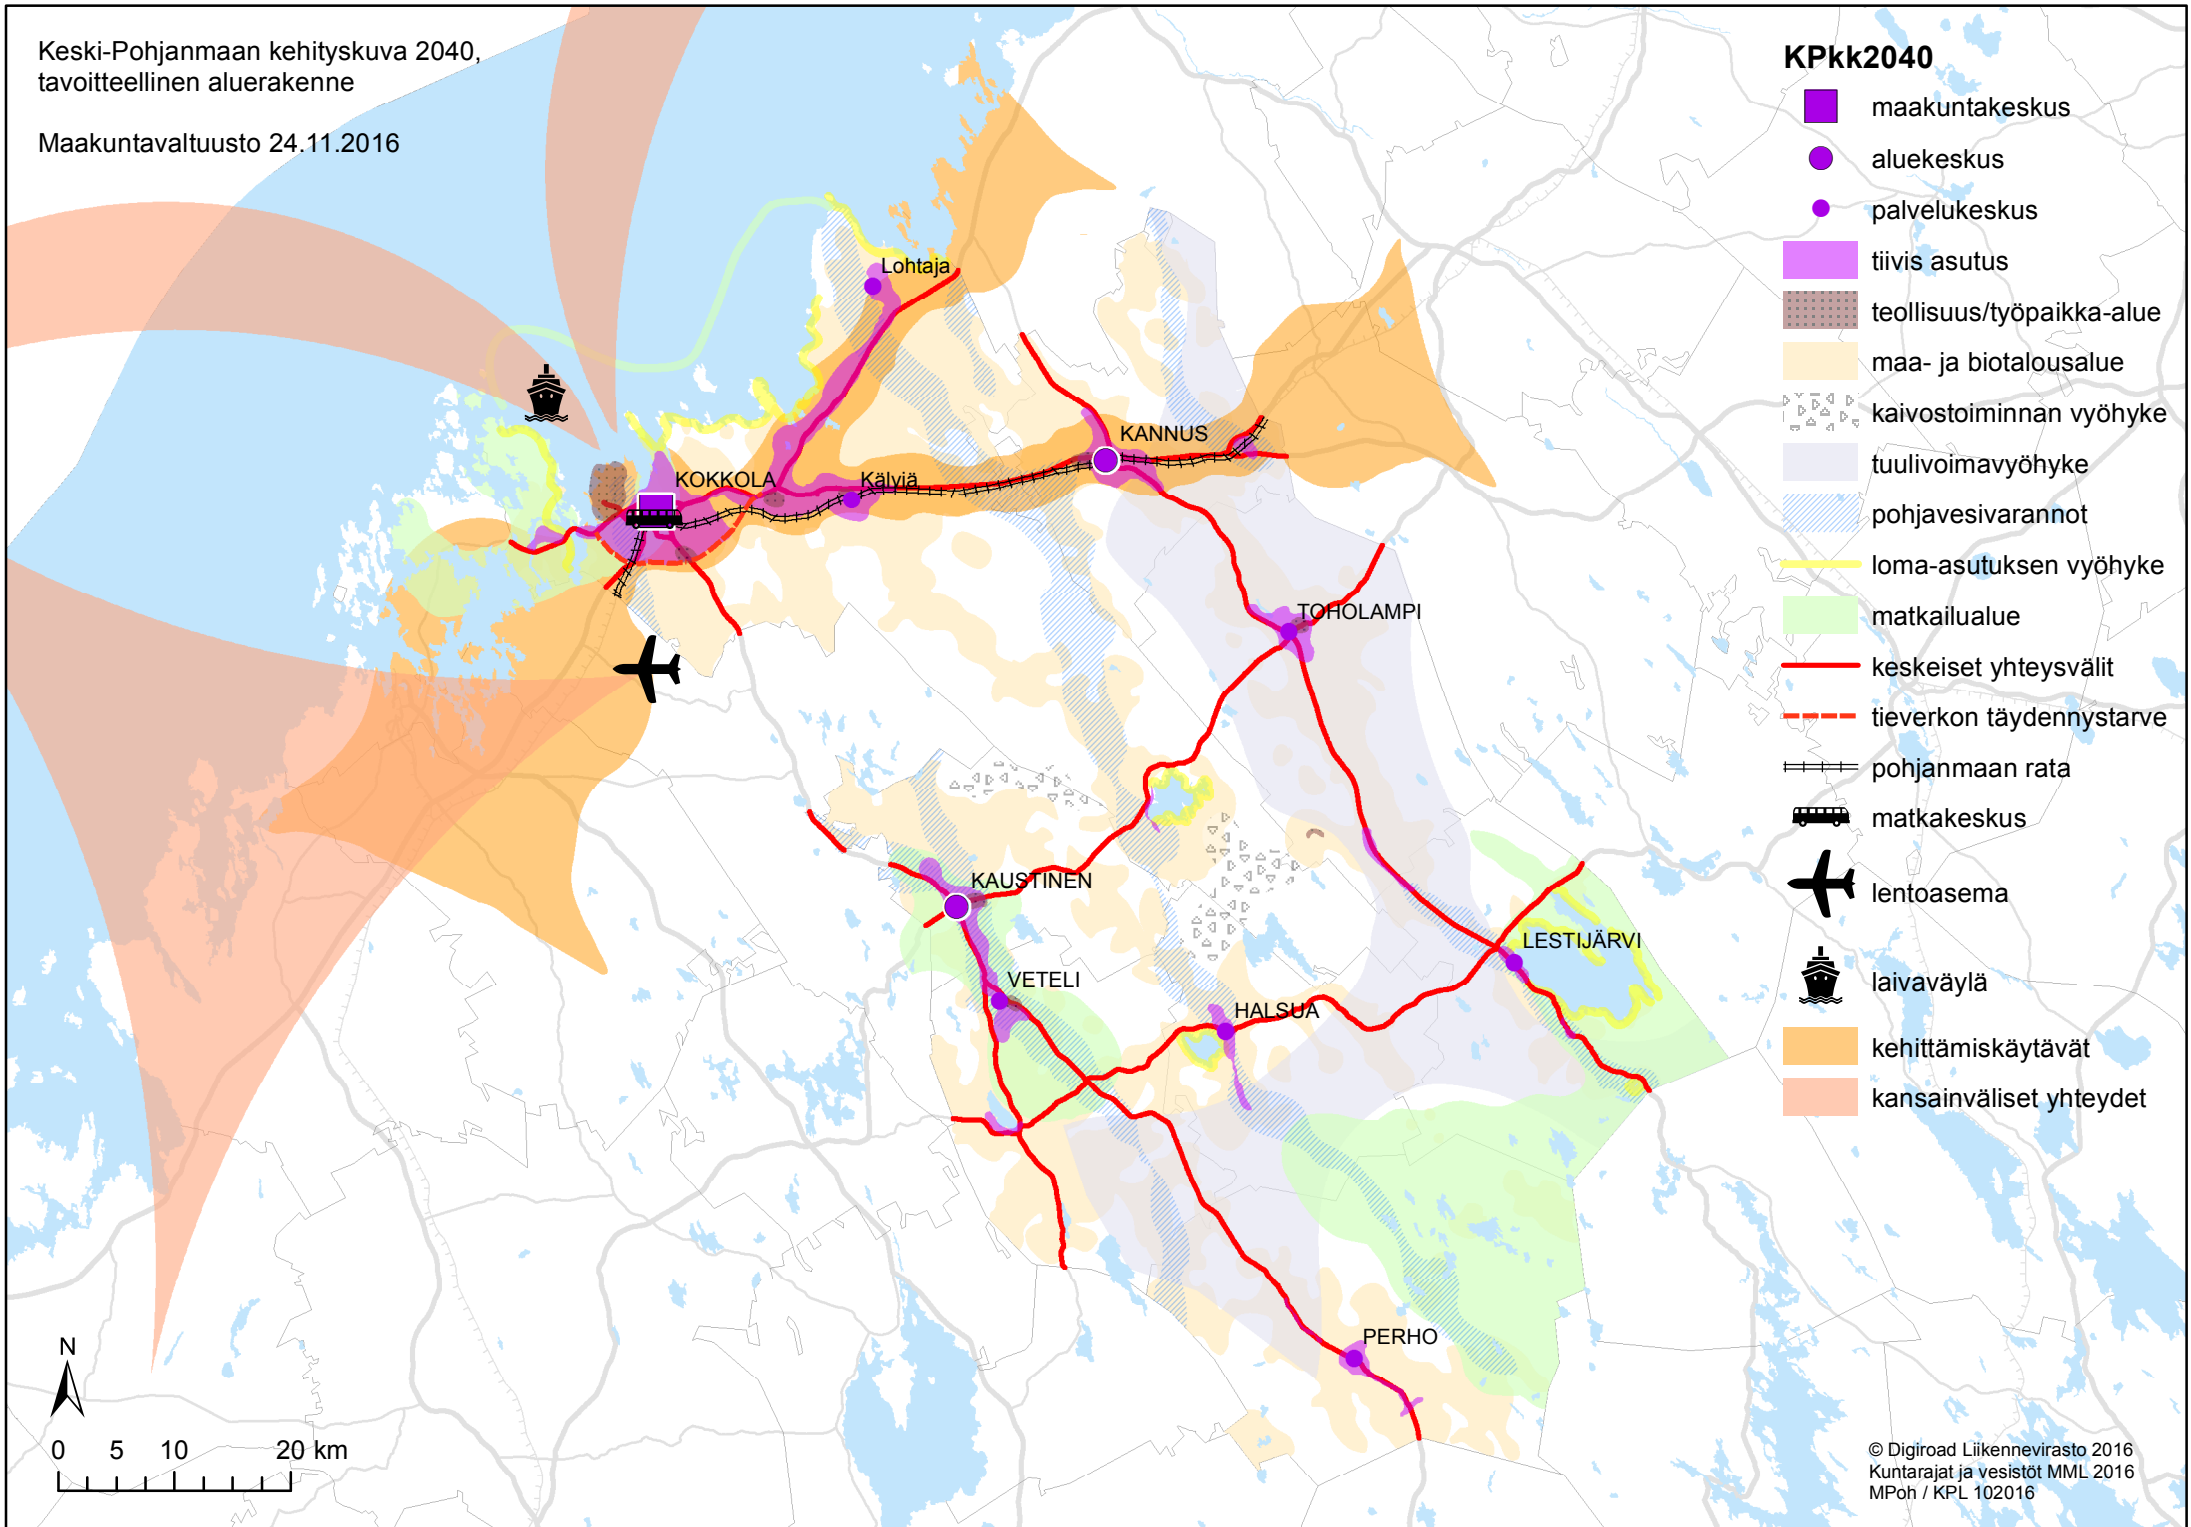 Keski-Pohjanmaan kehityskuva 2040,
tavoitteellinen aluerakenne
Maakuntavaltuusto 24.11.2016
KPkk2040
maakuntakeskus
aluekeskus
palvelukeskus
tiivis asutus
teollisuus/työpaikka-alue
maa- ja biotalousalue
kaivostoiminnan vyöhyke
tuulivoimavyöhyke
pohjavesivarannot
loma-asutuksen vyöhyke
matkailualue
keskeiset yhteysvälit
tieverkon täydennystarve
pohjanmaan rata
matkakeskus
lentoasema
laivaväylä
kehittämiskäytävät
kansainväliset yhteydet
Lohtaja
KANNUS
KOKKOLA
Kälviä
TOHOLAMPI
KAUSTINEN
LESTIJÄRVI
VETELI
HALSUA
PERHO
N
0 5 10 20 km
© Digiroad Liikennevirasto 2016
Kuntarajat ja vesistöt MML 2016
MPoh / KPL 102016